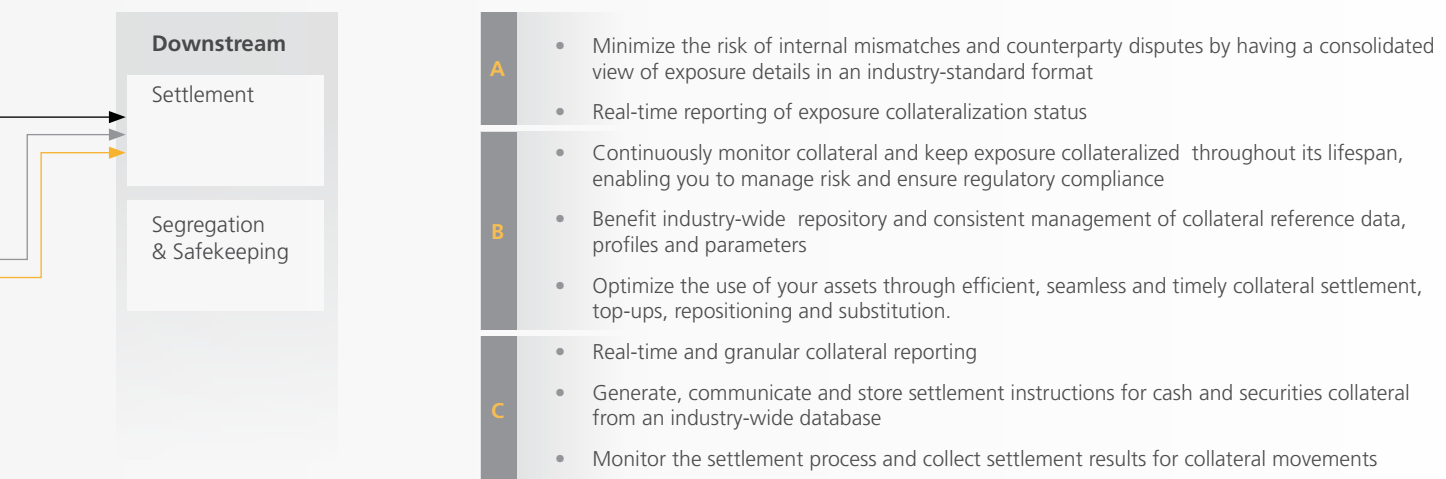 Downstream
Settlement
Segregation
& Safekeeping
A
• Minimize the risk of internal mismatches and counterparty disputes by having a consolidated
view of exposure details in an industry-standard format
• Real-time reporting of exposure collateralization status
B
• Continuously monitor collateral and keep exposure collateralized throughout its lifespan,
enabling you to manage risk and ensure regulatory compliance
• Benefit industry-wide repository and consistent management of collateral reference data,
profiles and parameters
• Optimize the use of your assets through efficient, seamless and timely collateral settlement,
top-ups, repositioning and substitution.
C
• Real-time and granular collateral reporting
• Generate, communicate and store settlement instructions for cash and securities collateral
from an industry-wide database
• Monitor the settlement process and collect settlement results for collateral movements